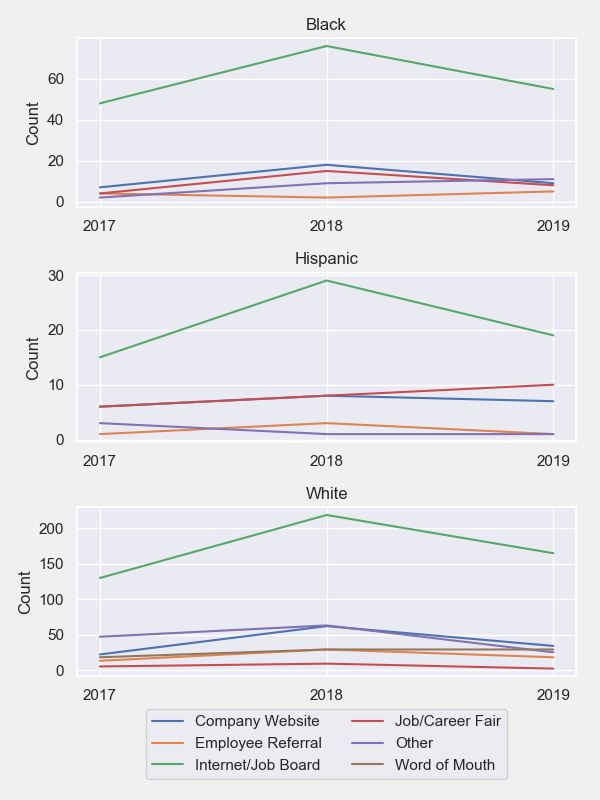 Black
Count
60
40
20
0
2017 2018 2019
Hispanic
Count
30
20
10
0
2017 2018 2019
White
Count
200
150
100
50
0
2017 2018 2019
Company Website Job/Career Fair
Employee Referral Other
Internet/Job Board Word of Mouth